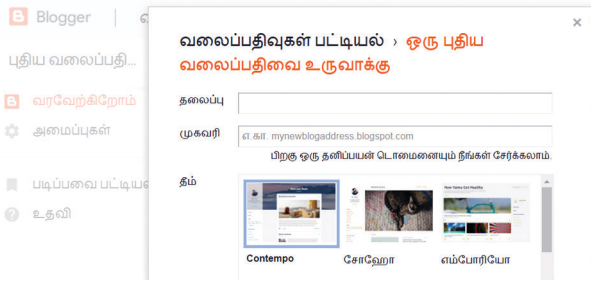 Blogger
புதிய வலைப்பதி...
வரவேற்கிறோம்
அமைப்புகள்
படிப்பவை பட்டியல
உதவி
×
வலைப்பதிவுகள் பட்டியல் › ஒரு புதிய
வலைப்பதிவை உருவாக்கு
தலைப்பு
முகவரி
எ.கா. mynewblogaddress.blogspot.com
பிறகு ஒரு தனிப்பயன் டொமைனையும் நீங்கள் சேர்க்கலாம்.
தீம்
Contempo
சோஹோ
எம்போரியோ